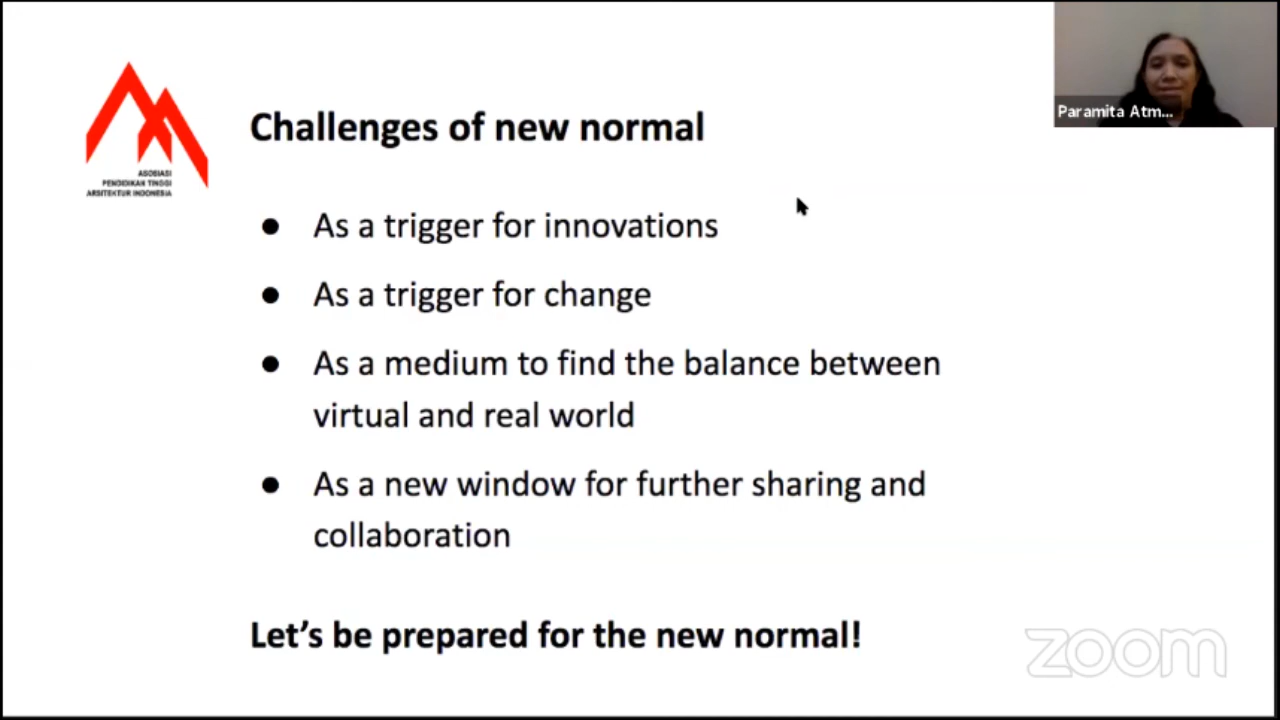 Paramita Atm...
ASOSIASI
PENDIDIKAN TINGGI
ARSITEKTUR INDONESIA
Challenges of new normal
● As a trigger for innovations
● As a trigger for change
● As a medium to find the balance between
virtual and real world
● As a new window for further sharing and
collaboration
Let's be prepared for the new normal!
zoom